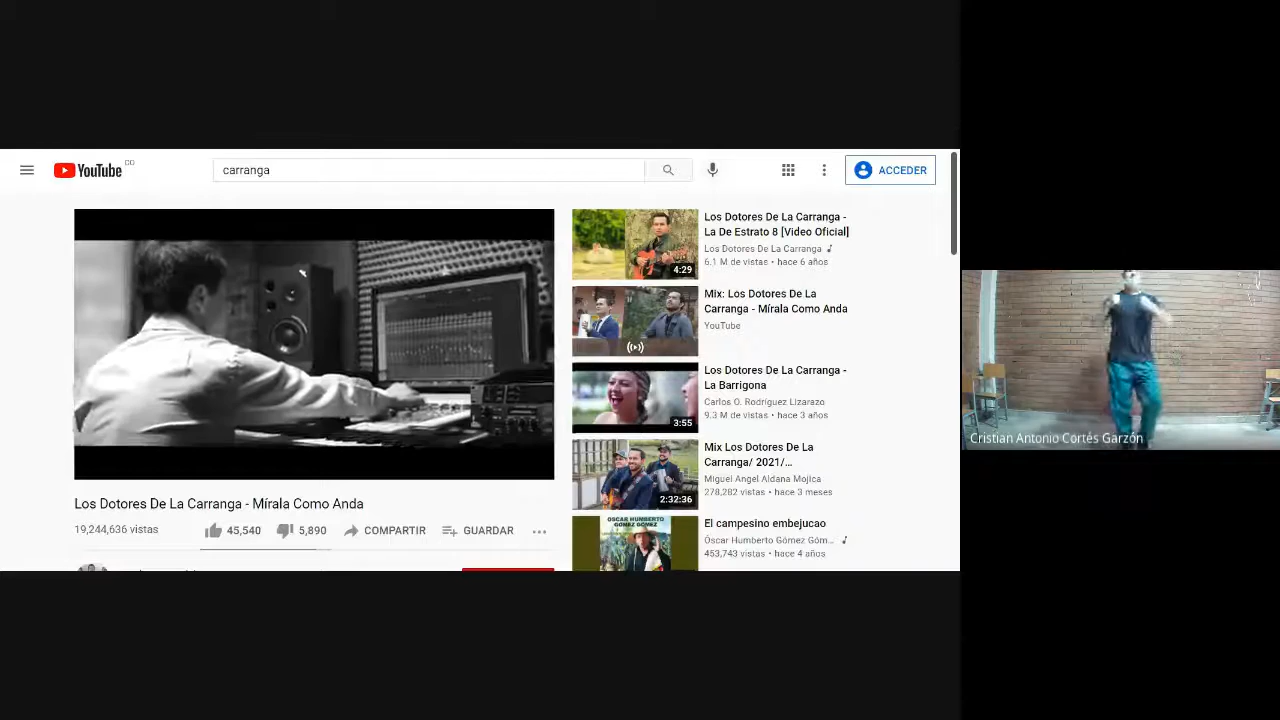 YouTube CO
carranga
ACCEDER
Los Dotores De La Carranga - Mírala Como Anda
19,244,636 vistas
45,540
5,890
COMPARTIR
GUARDAR
Los Dotores De La Carranga -
La De Estrato 8 [Video Oficial]
Los Dotores De La Carranga
6.1 M de vistas • hace 6 años
4:29
Mix: Los Dotores De La
Carranga - Mírala Como Anda
YouTube
Los Dotores De La Carranga -
La Barrigona
Carlos O. Rodríguez Lizarazo
9.3 M de vistas • hace 3 años
3:55
Mix Los Dotores De La
Carranga/ 2021/...
Miguel Angel Aldana Mojica
278,282 vistas • hace 3 meses
2:32:36
El campesino embejucao
Óscar Humberto Gómez Góm...
453,743 vistas • hace 4 años
OSCAR HUMBERTO
GÓMEZ GÓMEZ
Cristian Antonio Cortés Garzón